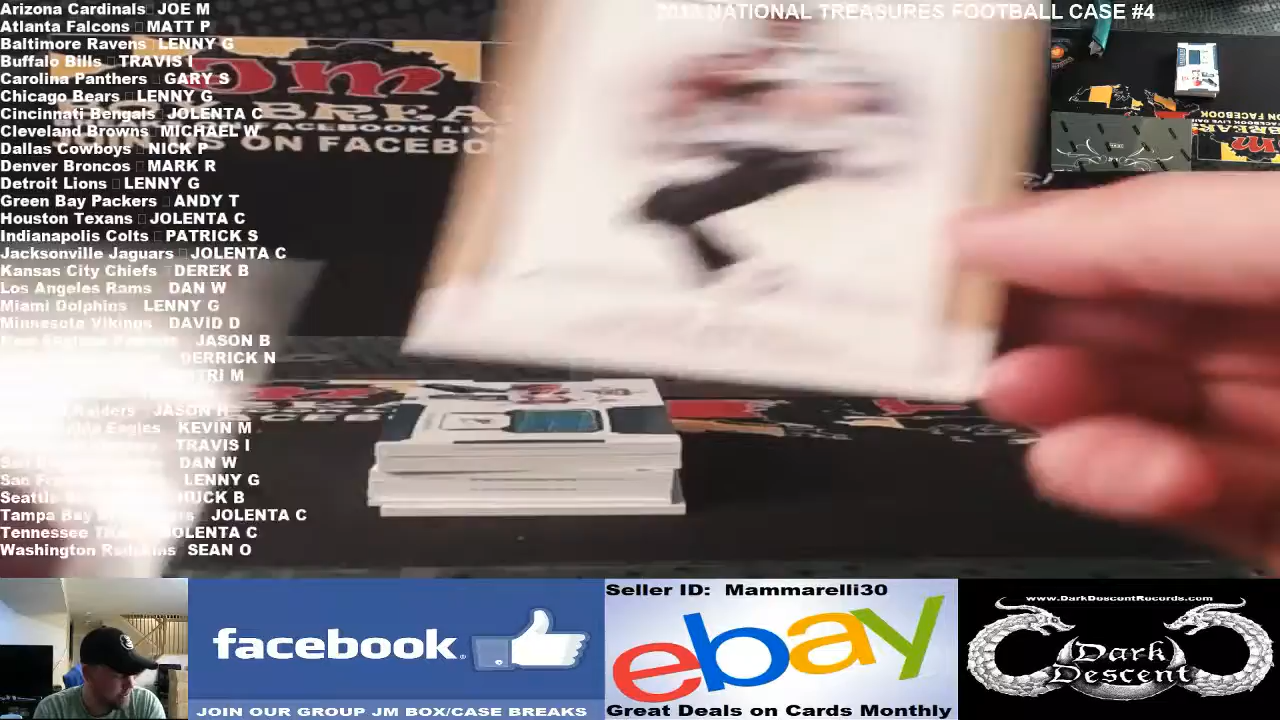 2013 NATIONAL TREASURES FOOTBALL CASE #4
Arizona Cardinals JOE M
Atlanta Falcons MATT P
Baltimore Ravens LENNY G
Buffalo Bills TRAVIS I
Carolina Panthers GARY S
Chicago Bears LENNY G
Cincinnati Bengals JOLENTA C
Cleveland Browns MICHAEL W
Dallas Cowboys NICK P
Denver Broncos MARK R
Detroit Lions LENNY G
Green Bay Packers ANDY T
Houston Texans JOLENTA C
Indianapolis Colts PATRICK S
Jacksonville Jaguars JOLENTA C
Kansas City Chiefs DEREK B
Los Angeles Rams DAN W
Miami Dolphins LENNY G
Minnesota Vikings DAVID D
JASON B
DERRICK N
Raiders JASON H
Eagles KEVIN M
TRAVIS I
DAN W
LENNY G
Seattle
Tampa Bay JOLENTA C
Tennessee JOLENTA C
Washington Redskins SEAN O
BREA
FACEBOOK LIV
US ON FACEBO
facebook
JOIN OUR GROUP JM BOX/CASE BREAKS
Seller ID: Mammarelli30
ebay
Great Deals on Cards Monthly
www.DarkDescentRecords.com
Dark
Descent